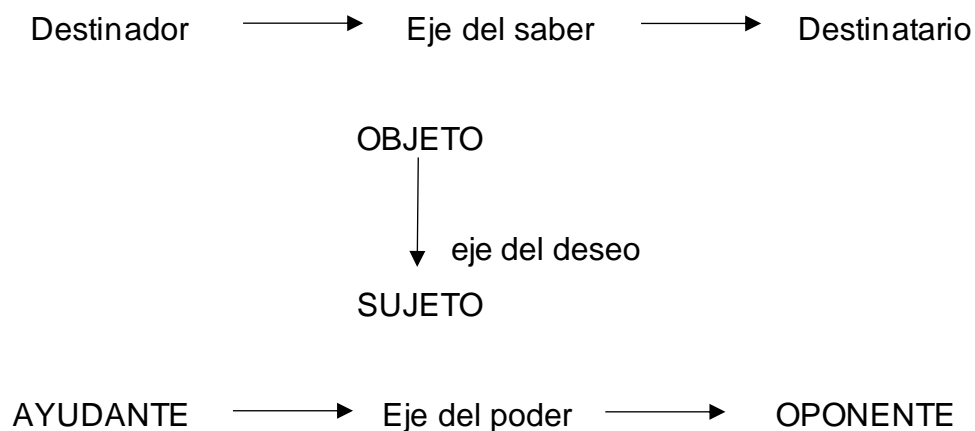 Destinador Eje del saber Destinatario
OBJETO
eje del deseo
SUJETO
AYUDANTE Eje del poder OPONENTE